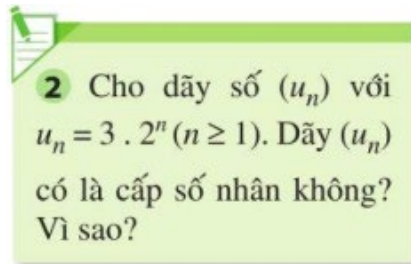 2 Cho dãy số (uₙ) với
uₙ = 3 . 2ⁿ (n ≥ 1). Dãy (uₙ)
có là cấp số nhân không?
Vì sao?